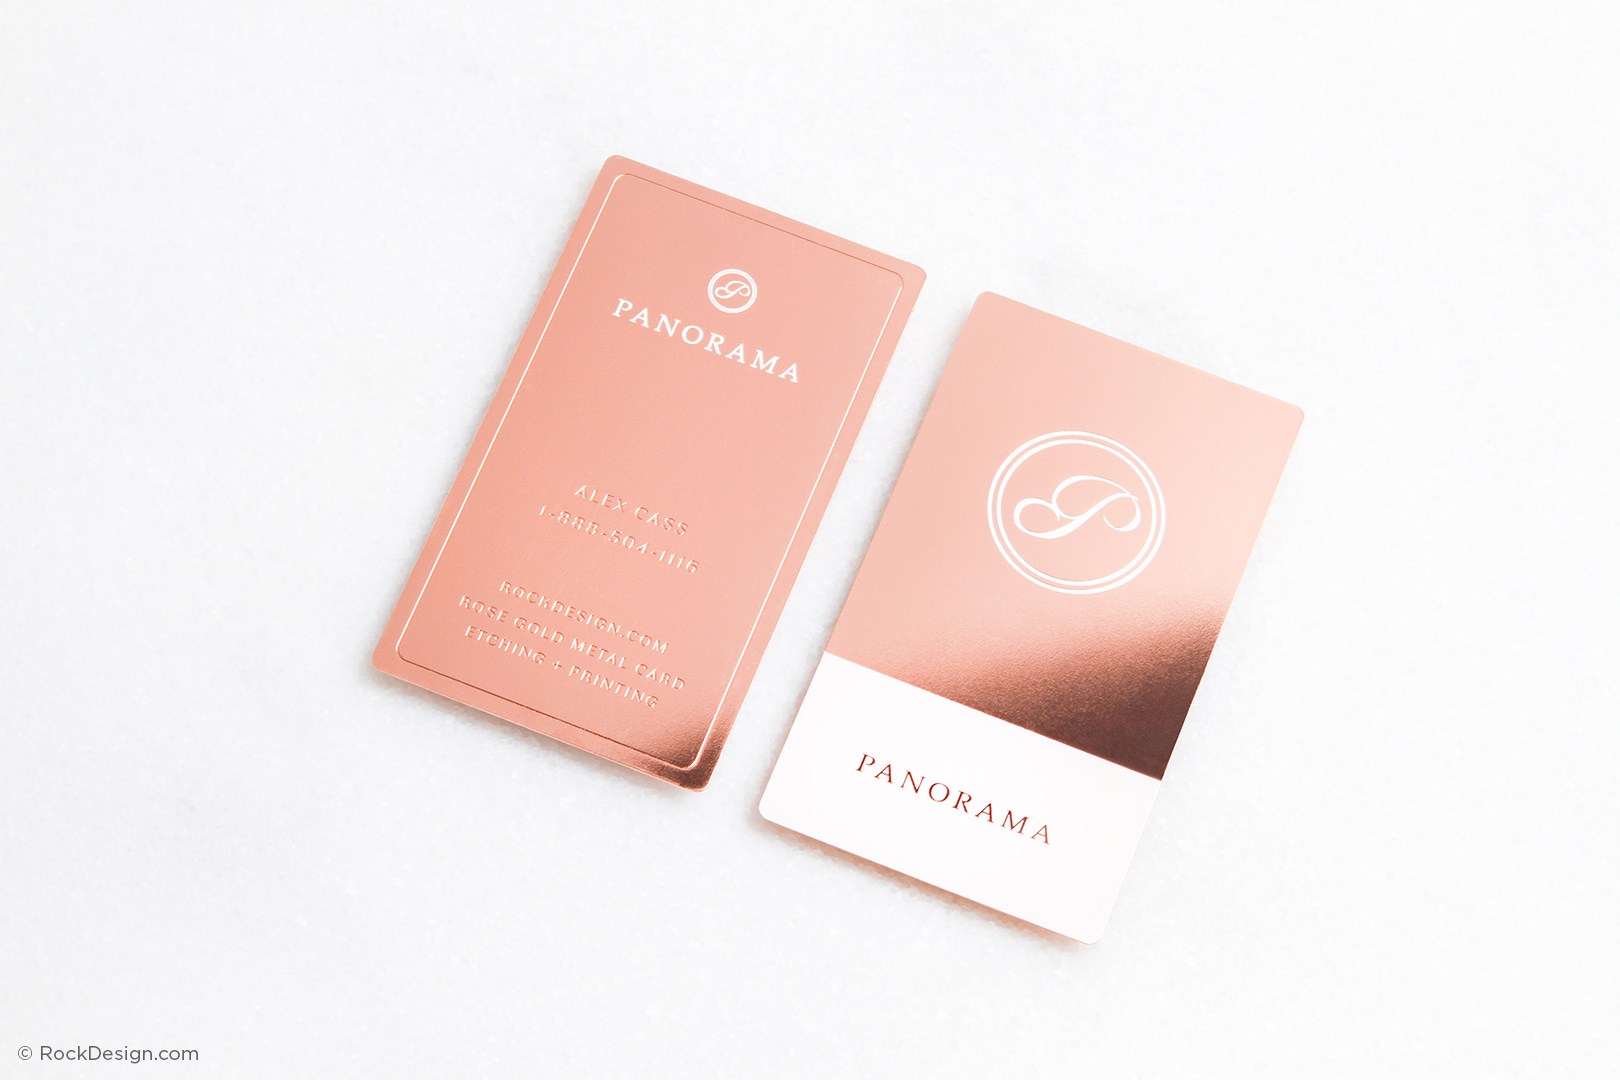 P
PANORAMA
ALEX CASS
1-888-504-1116
ROCKDESIGN.COM
ROSE GOLD METAL CARD
ETCHING + PRINTING
P
PANORAMA
© RockDesign.com